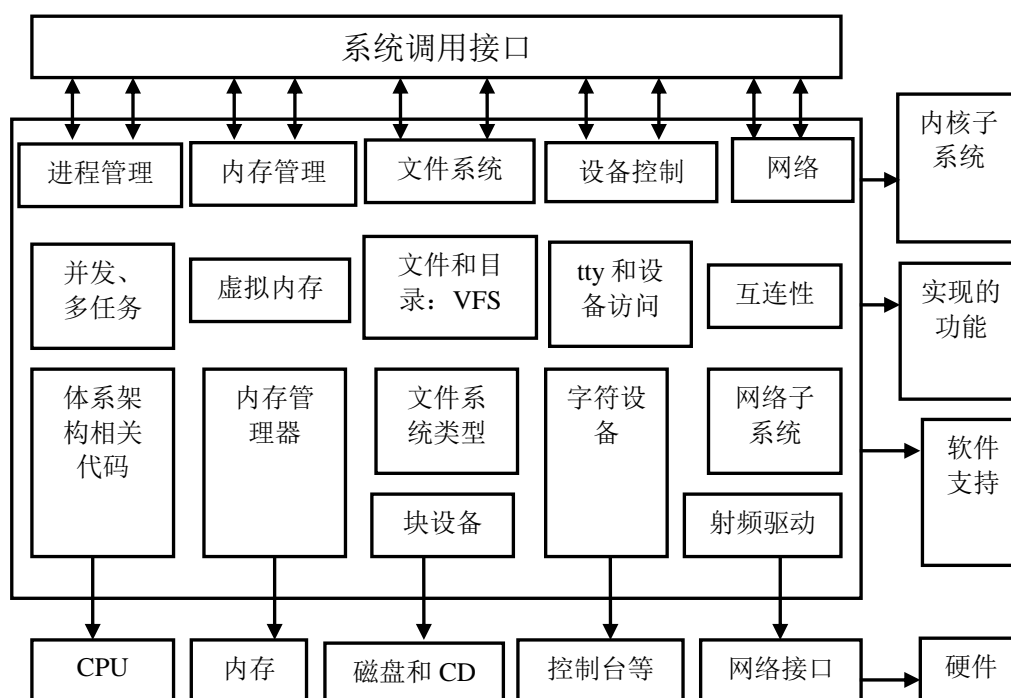 系统调用接口
进程管理
内存管理
文件系统
设备控制
网络
内核子
系统
并发、
多任务
虚拟内存
文件和目
录：VFS
tty 和设
备访问
互连性
实现的
功能
体系架
构相关
代码
内存管
理器
文件系
统类型
字符设
备
网络子
系统
软件
支持
块设备
射频驱动
CPU
内存
磁盘和 CD
控制台等
网络接口
硬件